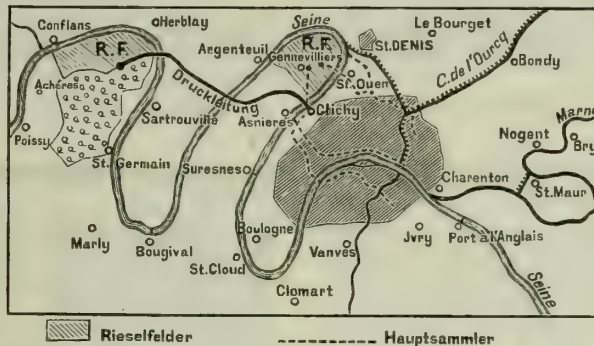 Conflans
Herblay
Seine
Le Bourget
R.F.
Argenteuil
R.F.
St.DENIS
C.de l'Ourcq
Gennevilliers
Bondy
Achères
Druckleitung
St.Ouen
Marne
Sartrouville
Asnieres
Clichy
Poissy
Nogent
Bry
St.Germain
Suresnes
Charenton
St.Maur
Marly
Bougival
Boulogne
St.Cloud
Vanves
Jvry
Port à l'Anglais
Clomart
Seine
Rieselfelder
Hauptsammler